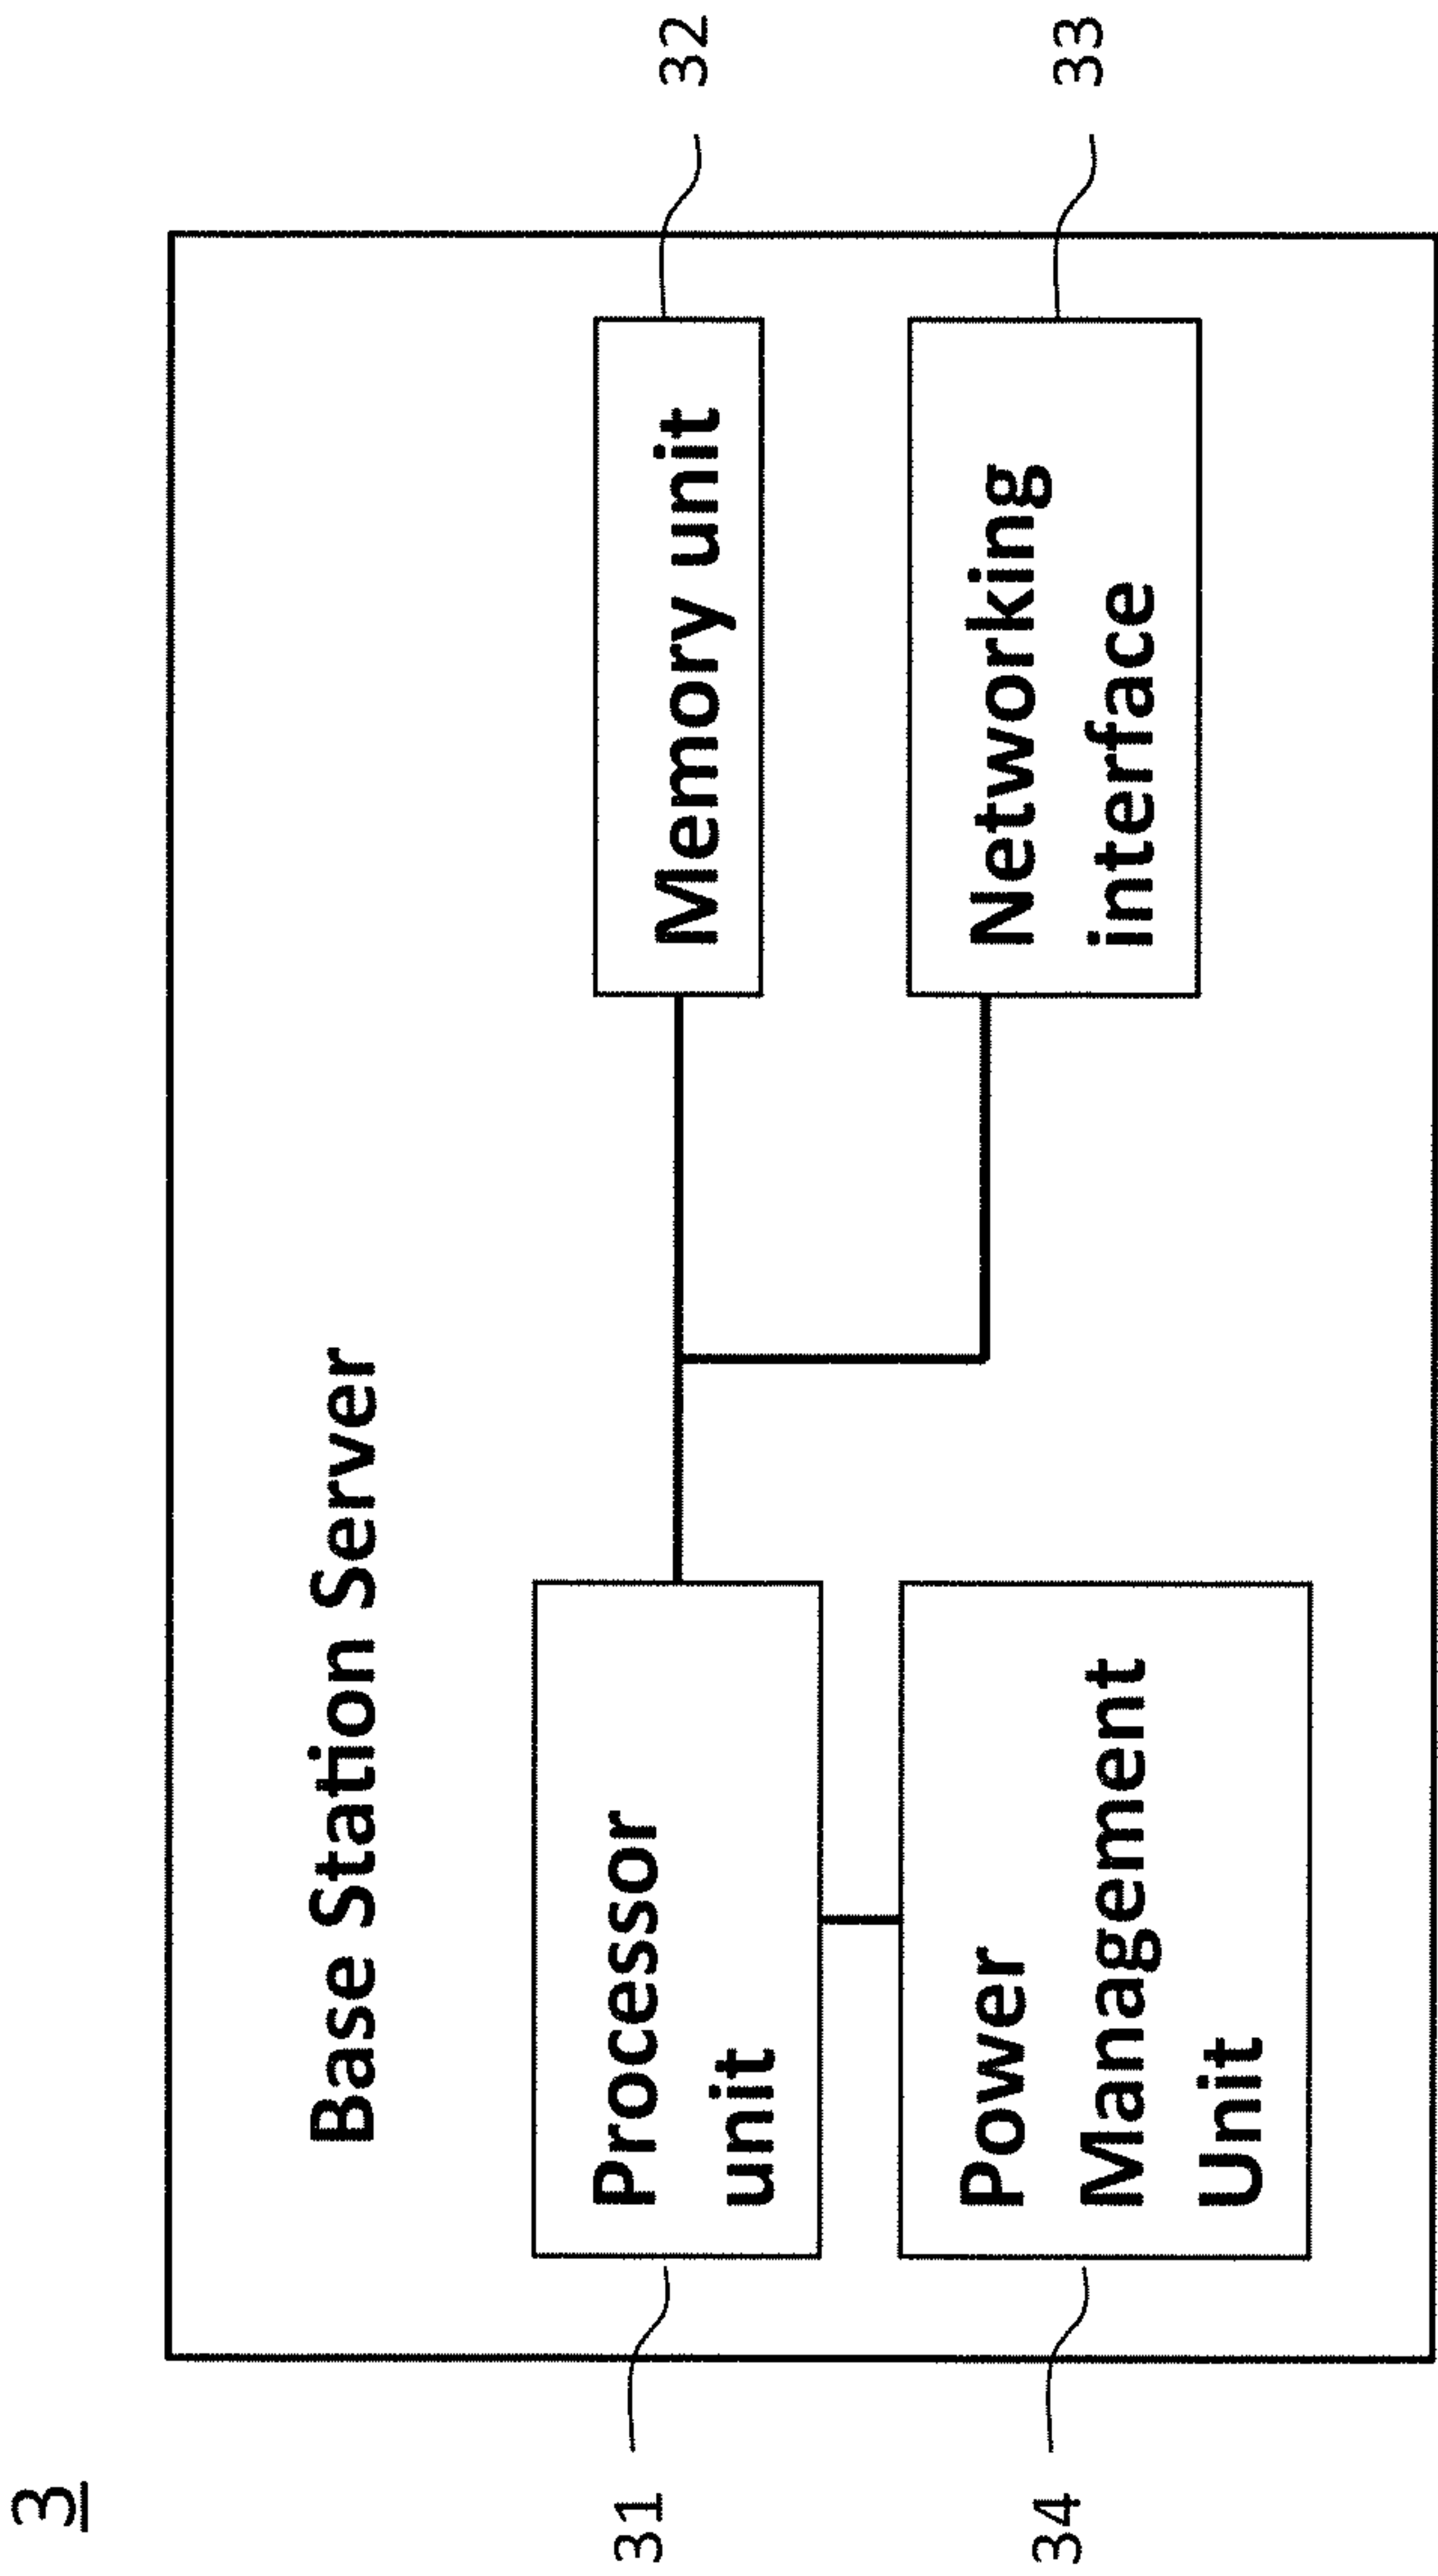 3
Base Station Server
31
Processor
unit
Memory unit
32
34
Power
Management
Unit
Networking
interface
33